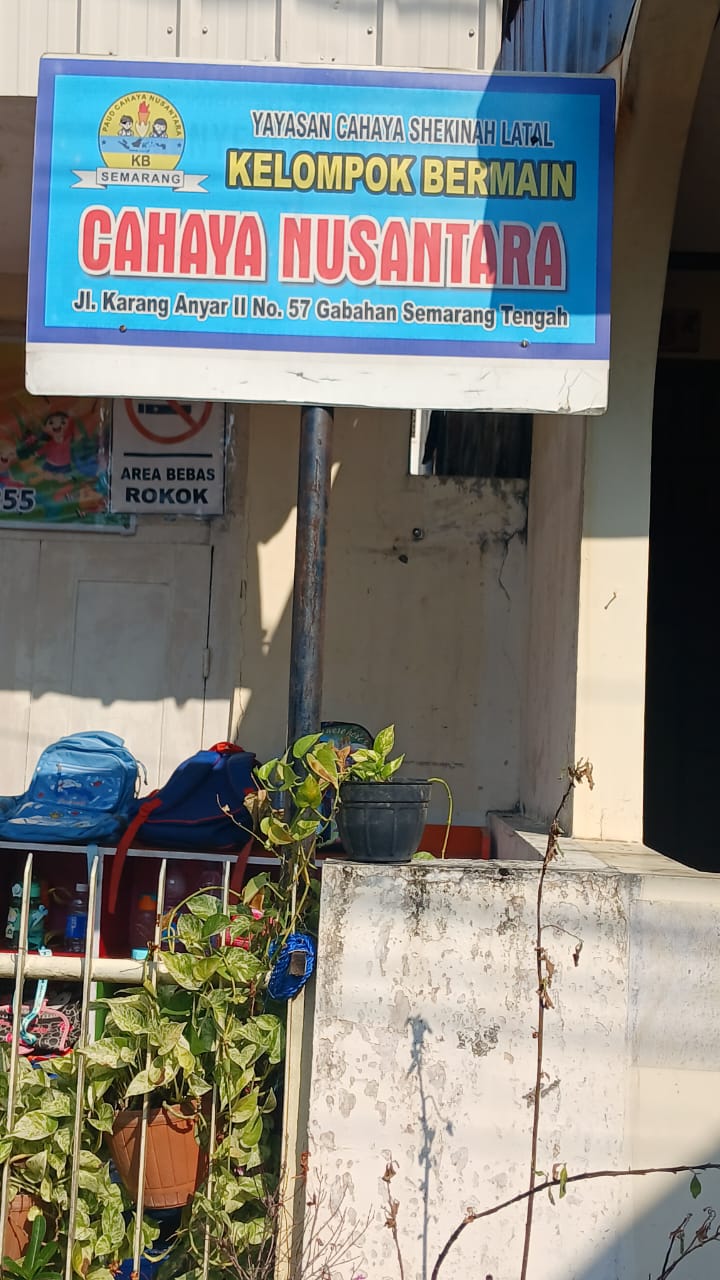 PAUD CAHAYA NUSANTARA
KB
SEMARANG
YAYASAN CAHAYA SHEKINAH LATAL
KELOMPOK BERMAIN
CAHAYA NUSANTARA
Jl. Karang Anyar II No. 57 Gabahan Semarang Tengah
55
AREA BEBAS
ROKOK